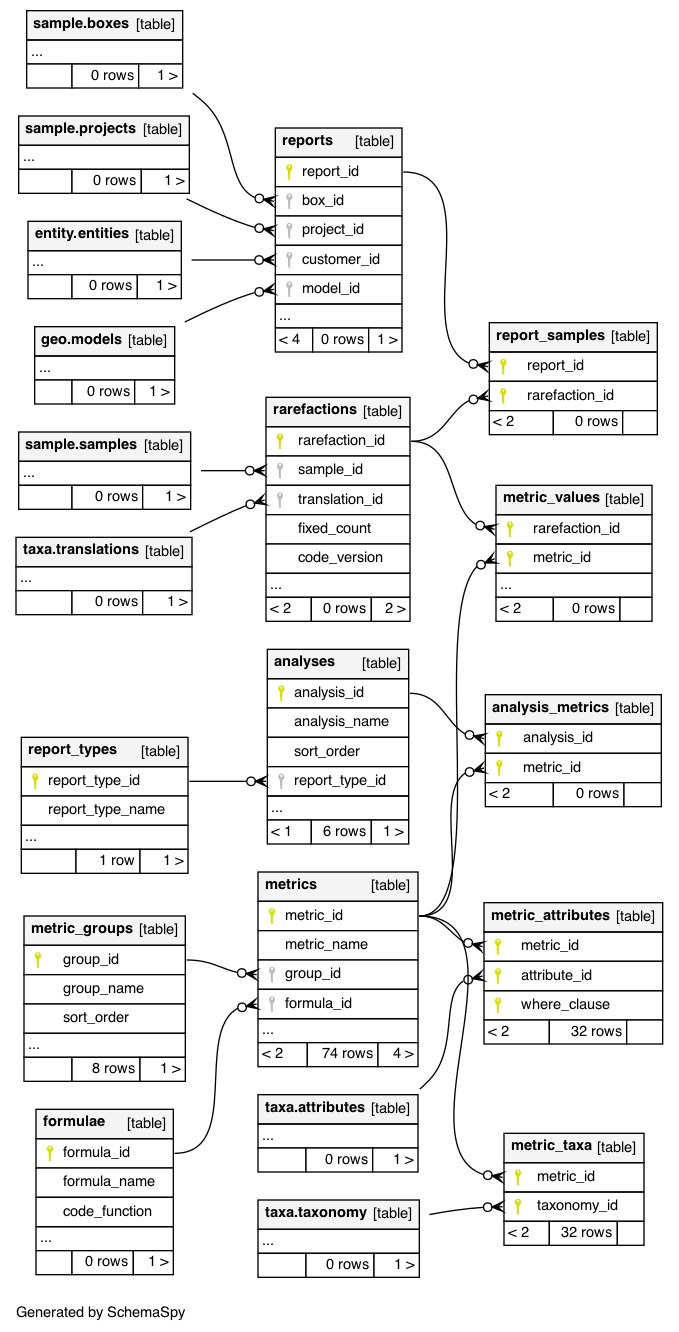 sample.boxes [table]
...
0 rows 1 >
sample.projects [table]
...
0 rows 1 >
entity.entities [table]
...
0 rows 1 >
geo.models [table]
...
0 rows 1 >
sample.samples [table]
...
0 rows 1 >
taxa.translations [table]
...
0 rows 1 >
report_types [table]
report_type_id
report_type_name
...
1 row 1 >
metric_groups [table]
group_id
group_name
sort_order
...
8 rows 1 >
formulae [table]
formula_id
formula_name
code_function
...
0 rows 1 >
reports [table]
report_id
box_id
project_id
customer_id
model_id
...
< 4 0 rows 1 >
rarefactions [table]
rarefaction_id
sample_id
translation_id
fixed_count
code_version
...
< 2 0 rows 2 >
analyses [table]
analysis_id
analysis_name
sort_order
report_type_id
...
< 1 6 rows 1 >
metrics [table]
metric_id
metric_name
group_id
formula_id
...
< 2 74 rows 4 >
taxa.attributes [table]
...
0 rows 1 >
taxa.taxonomy [table]
...
0 rows 1 >
report_samples [table]
report_id
rarefaction_id
< 2 0 rows
metric_values [table]
rarefaction_id
metric_id
...
< 2 0 rows
analysis_metrics [table]
analysis_id
metric_id
< 2 0 rows
metric_attributes [table]
metric_id
attribute_id
where_clause
< 2 32 rows
metric_taxa [table]
metric_id
taxonomy_id
< 2 32 rows
Generated by SchemaSpy